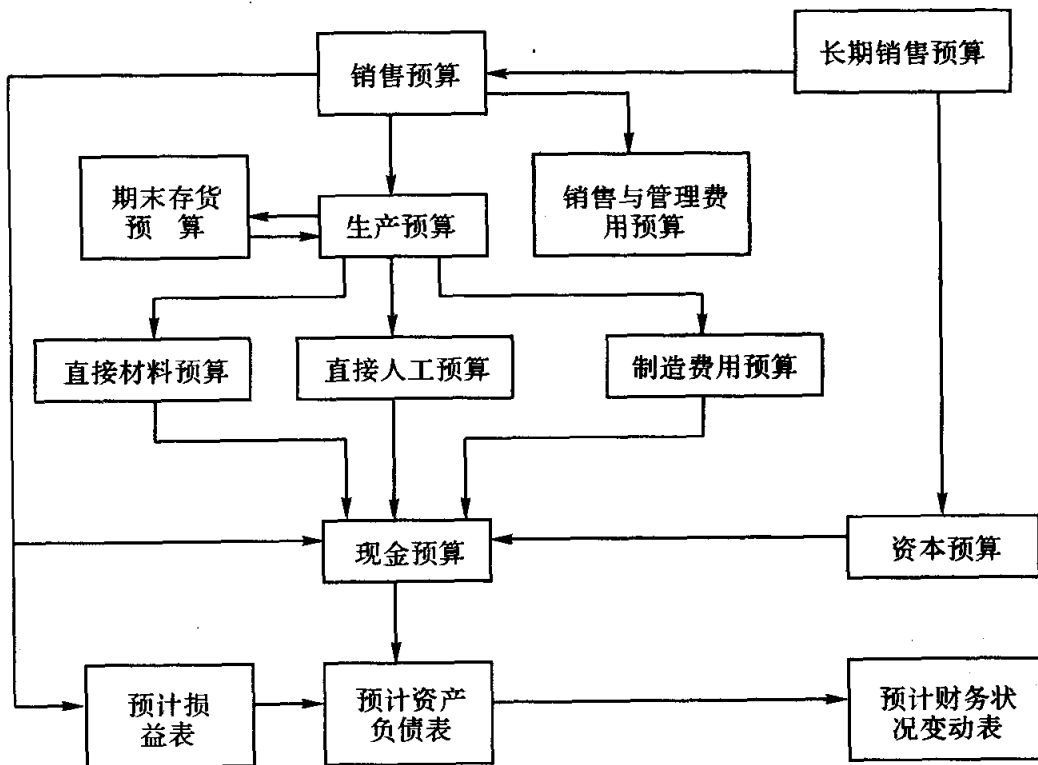 销售预算
长期销售预算
期末存货
预 算
生产预算
销售与管理费
用预算
直接材料预算
直接人工预算
制造费用预算
现金预算
资本预算
预计损
益表
预计资产
负债表
预计财务状
况变动表